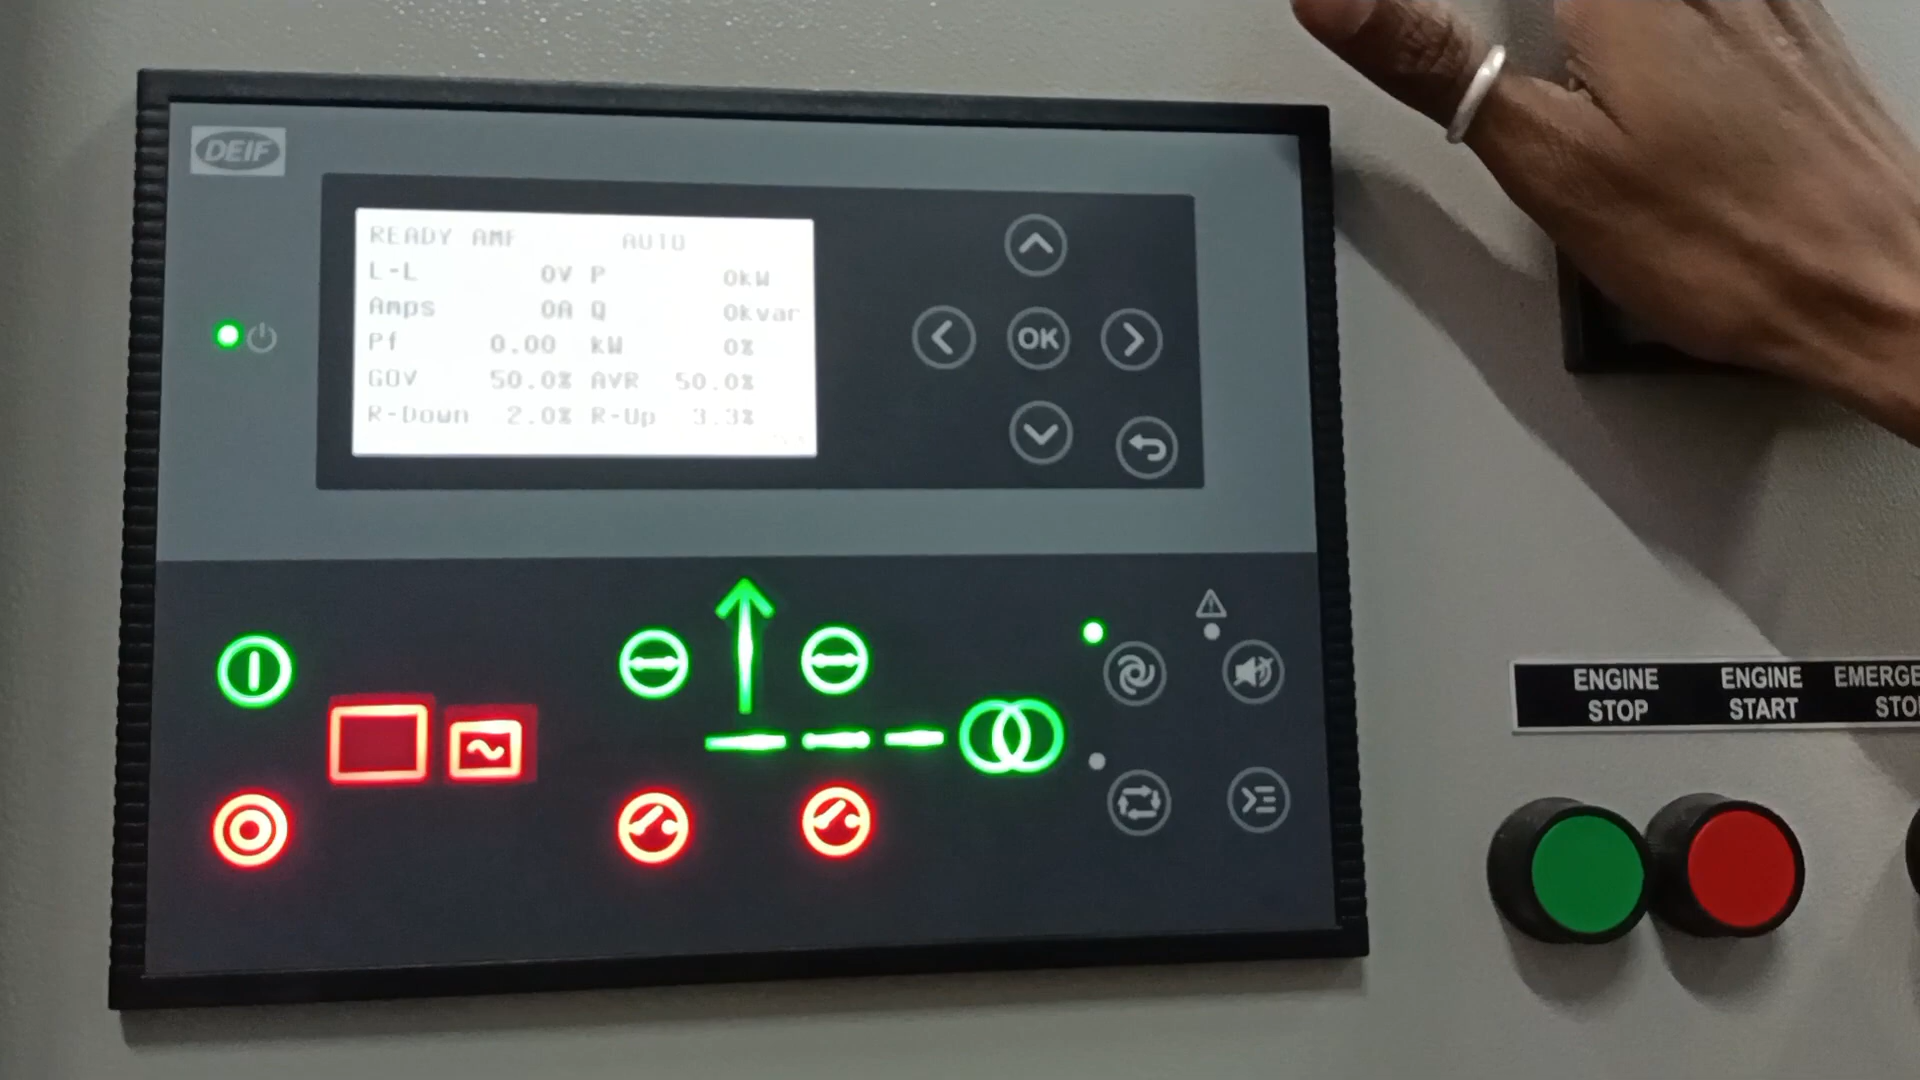 DEIF
READY AMF AUTO
L-L 0V P 0kW
Amps 0A Q 0kvar
Pf 0.00 kW 0%
GOV 50.0% AVR 50.0%
R-Down 2.0% R-Up 3.3%
OK
ENGINE STOP
ENGINE START